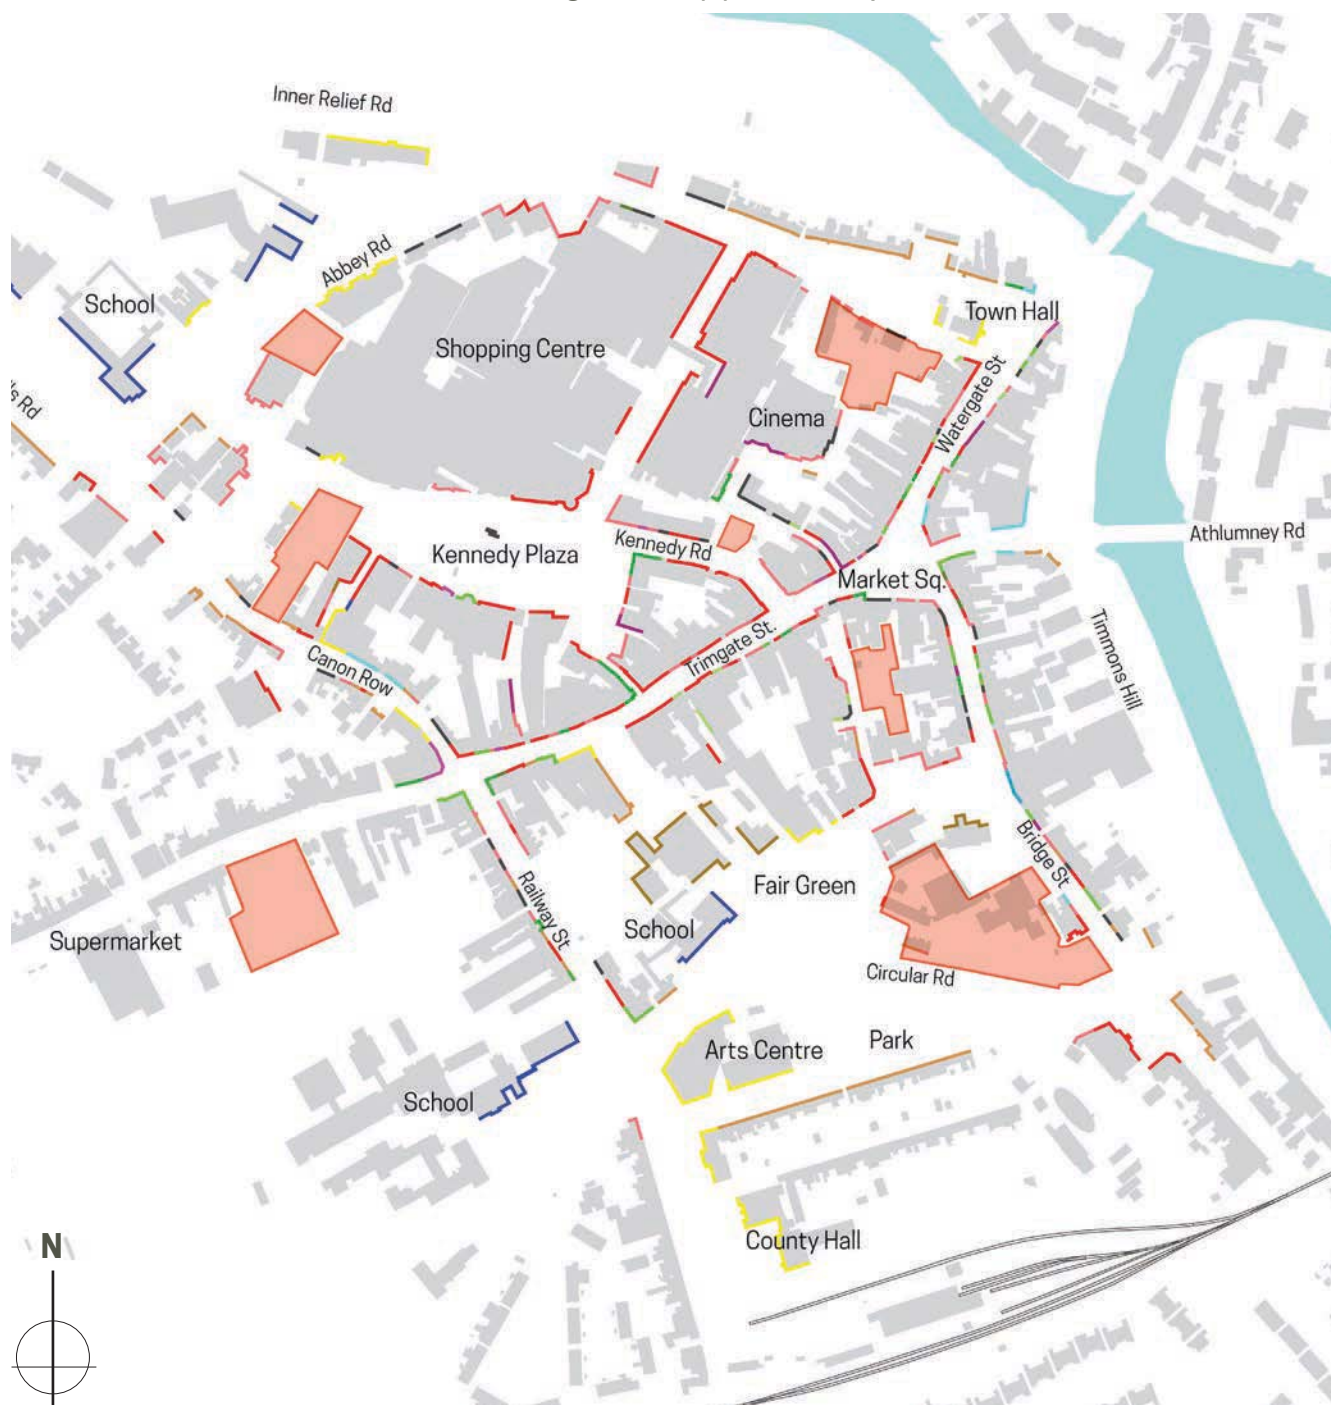 Inner Relief Rd
Abbey Rd
School
Town Hall
Shopping Centre
s Rd
Cinema
Watergate St
Athlumney Rd
Kennedy Rd
Kennedy Plaza
Market Sq.
Timmons Hill
Trimgate St.
Canon Row
Bridge St
Fair Green
Railway St
School
Supermarket
Circular Rd
Park
Arts Centre
School
County Hall
N